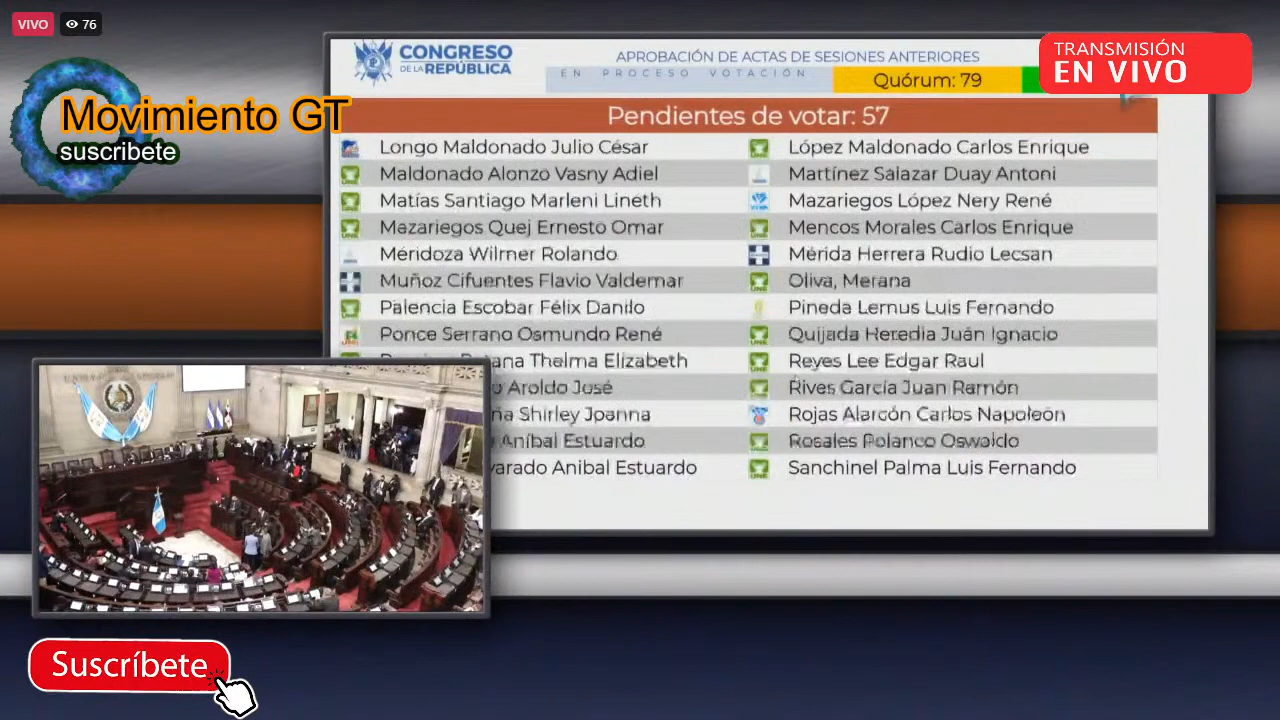 VIVO
76
CONGRESO
DE LA REPÚBLICA
APROBACIÓN DE ACTAS DE SESIONES ANTERIORES
EN PROCESO VOTACIÓN
Quórum: 79
TRANSMISIÓN
EN VIVO
Movimiento GT
suscribete
Pendientes de votar: 57
Longo Maldonado Julio César
López Maldonado Carlos Enrique
Maldonado Alonzo Vasny Adiel
Martínez Salazar Duay Antoni
Matías Santiago Marleni Lineth
Mazariegos López Nery René
Mazariegos Quej Ernesto Omar
Mencos Morales Carlos Enrique
Wilmer Rolando
Mérida Herrera Rudio Lecsan
Muñoz Cifuentes Flavio Valdemar
Oliva, Merana
Palencia Escobar Félix Danilo
Pineda Lemus Luis Fernando
Ponce Serrano Osmundo René
Quijada Heredia Juán Ignacio
Thelma Elizabeth
Reyes Lee Edgar Raul
Aroldo José
Rives García Juan Ramón
Shirley Joanna
Rojas Alarcón Carlos Napoleón
Aníbal Estuardo
Rosales Polanco Oswaldo
varado Anibal Estuardo
Sanchinel Palma Luis Fernando
Suscríbete